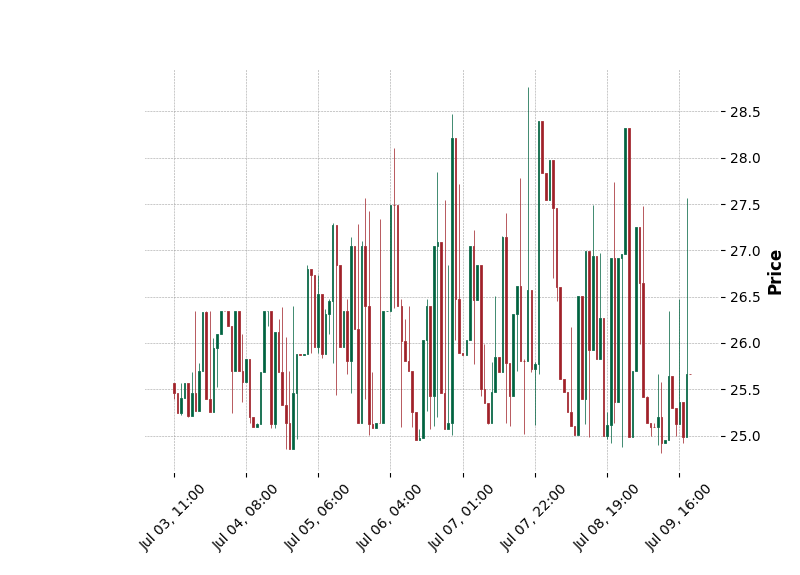 28.5
28.0
27.5
27.0
26.5
26.0
25.5
25.0
Price
Jul 03, 11:00
Jul 04, 08:00
Jul 05, 06:00
Jul 06, 04:00
Jul 07, 01:00
Jul 07, 22:00
Jul 08, 19:00
Jul 09, 16:00